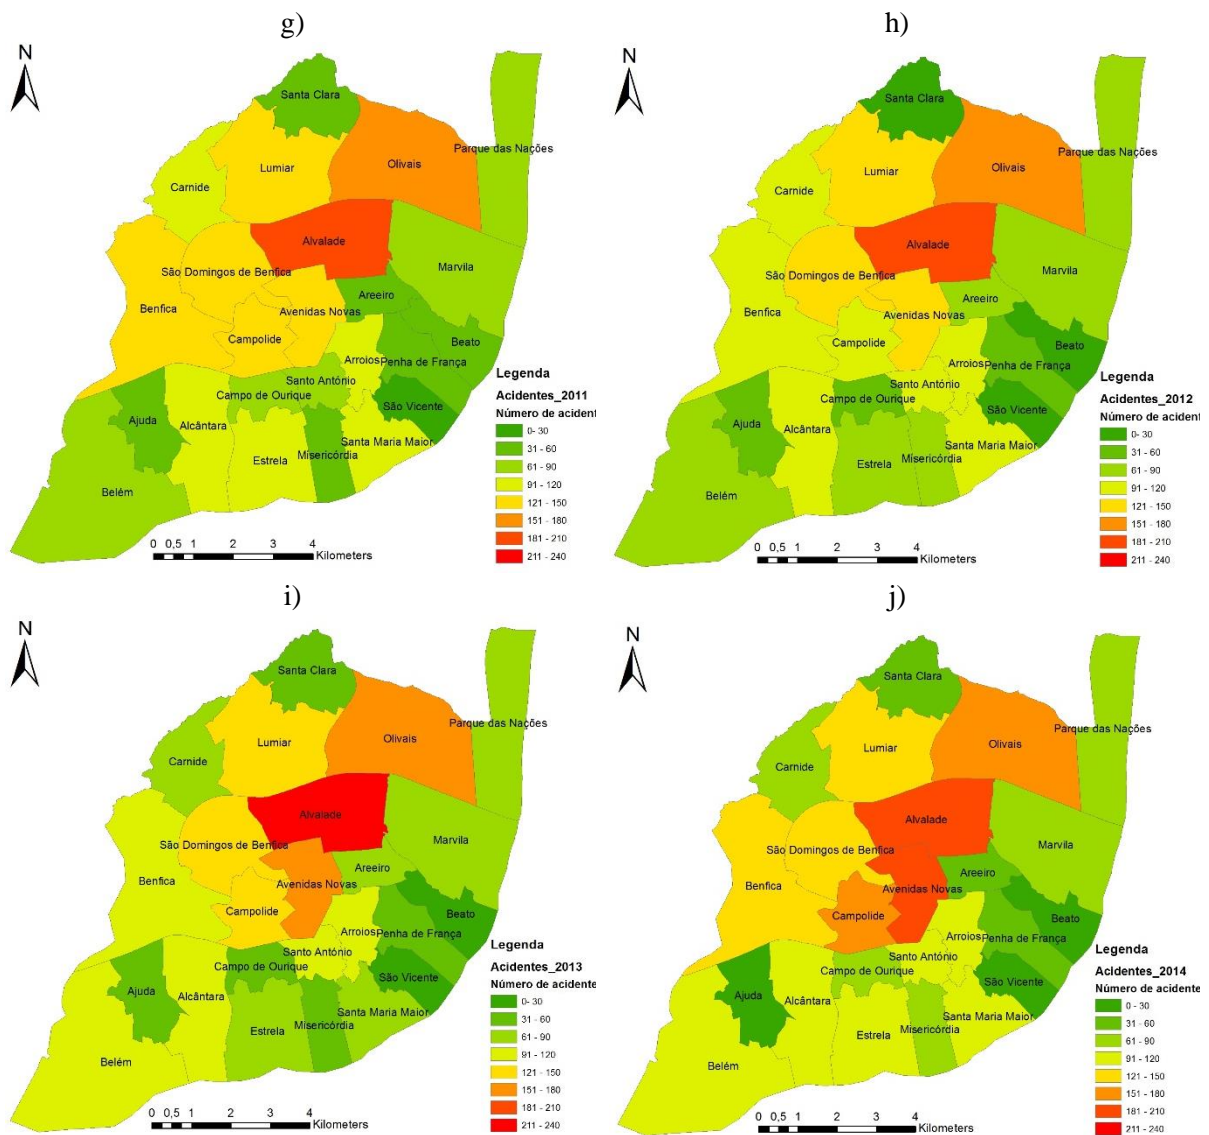 g)
N
Santa Clara
Parque das Nações
Lumiar
Olivais
Carnide
Alvalade
Marvila
São Domingos de Benfica
Areeiro
Benfica
Avenidas Novas
Campolide
Beato
Arroios
Penha de França
Santo António
Campo de Ourique
São Vicente
Ajuda
Alcântara
Santa Maria Maior
Estrela
Misericórdia
Belém
Legenda
Acidentes_2011
Número de acident
0- 30
31 - 60
61 - 90
91 - 120
121 - 150
151 - 180
181 - 210
211 - 240
0 0,5 1 2 3 4
Kilometers
h)
N
Santa Clara
Parque das Nações
Lumiar
Olivais
Carnide
Alvalade
Marvila
São Domingos de Benfica
Areeiro
Benfica
Avenidas Novas
Campolide
Beato
Arroios
Penha de França
Santo António
Campo de Ourique
São Vicente
Ajuda
Alcântara
Santa Maria Maior
Estrela
Misericórdia
Belém
Legenda
Acidentes_2012
Número de acident
0- 30
31 - 60
61 - 90
91 - 120
121 - 150
151 - 180
181 - 210
211 - 240
0 0,5 1 2 3 4
Kilometers
i)
N
Santa Clara
Parque das Nações
Lumiar
Olivais
Carnide
Alvalade
Marvila
São Domingos de Benfica
Areeiro
Benfica
Avenidas Novas
Campolide
Beato
Arroios
Penha de França
Santo António
Campo de Ourique
São Vicente
Ajuda
Alcântara
Santa Maria Maior
Estrela
Misericórdia
Belém
Legenda
Acidentes_2013
Número de acidente
0- 30
31 - 60
61 - 90
91 - 120
121 - 150
151 - 180
181 - 210
211 - 240
0 0,5 1 2 3 4
Kilometers
j)
N
Santa Clara
Parque das Nações
Lumiar
Olivais
Carnide
Alvalade
Marvila
São Domingos de Benfica
Areeiro
Benfica
Avenidas Novas
Campolide
Beato
Arroios
Penha de França
Santo António
Campo de Ourique
São Vicente
Ajuda
Alcântara
Santa Maria Maior
Estrela
Misericórdia
Belém
Legenda
Acidentes_2014
Número de acidente
0 - 30
31 - 60
61 - 90
91 - 120
121 - 150
151 - 180
181 - 210
211 - 240
0 0,5 1 2 3 4
Kilometers